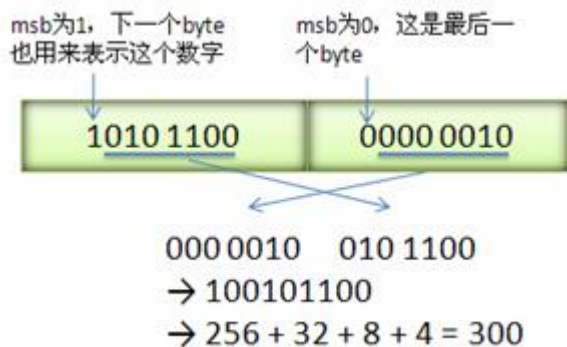 msb为1，下一个byte
也用来表示这个数字
msb为0，这是最后一
个byte
1010 1100
0000 0010
000 0010 010 1100
→ 100101100
→ 256 + 32 + 8 + 4 = 300